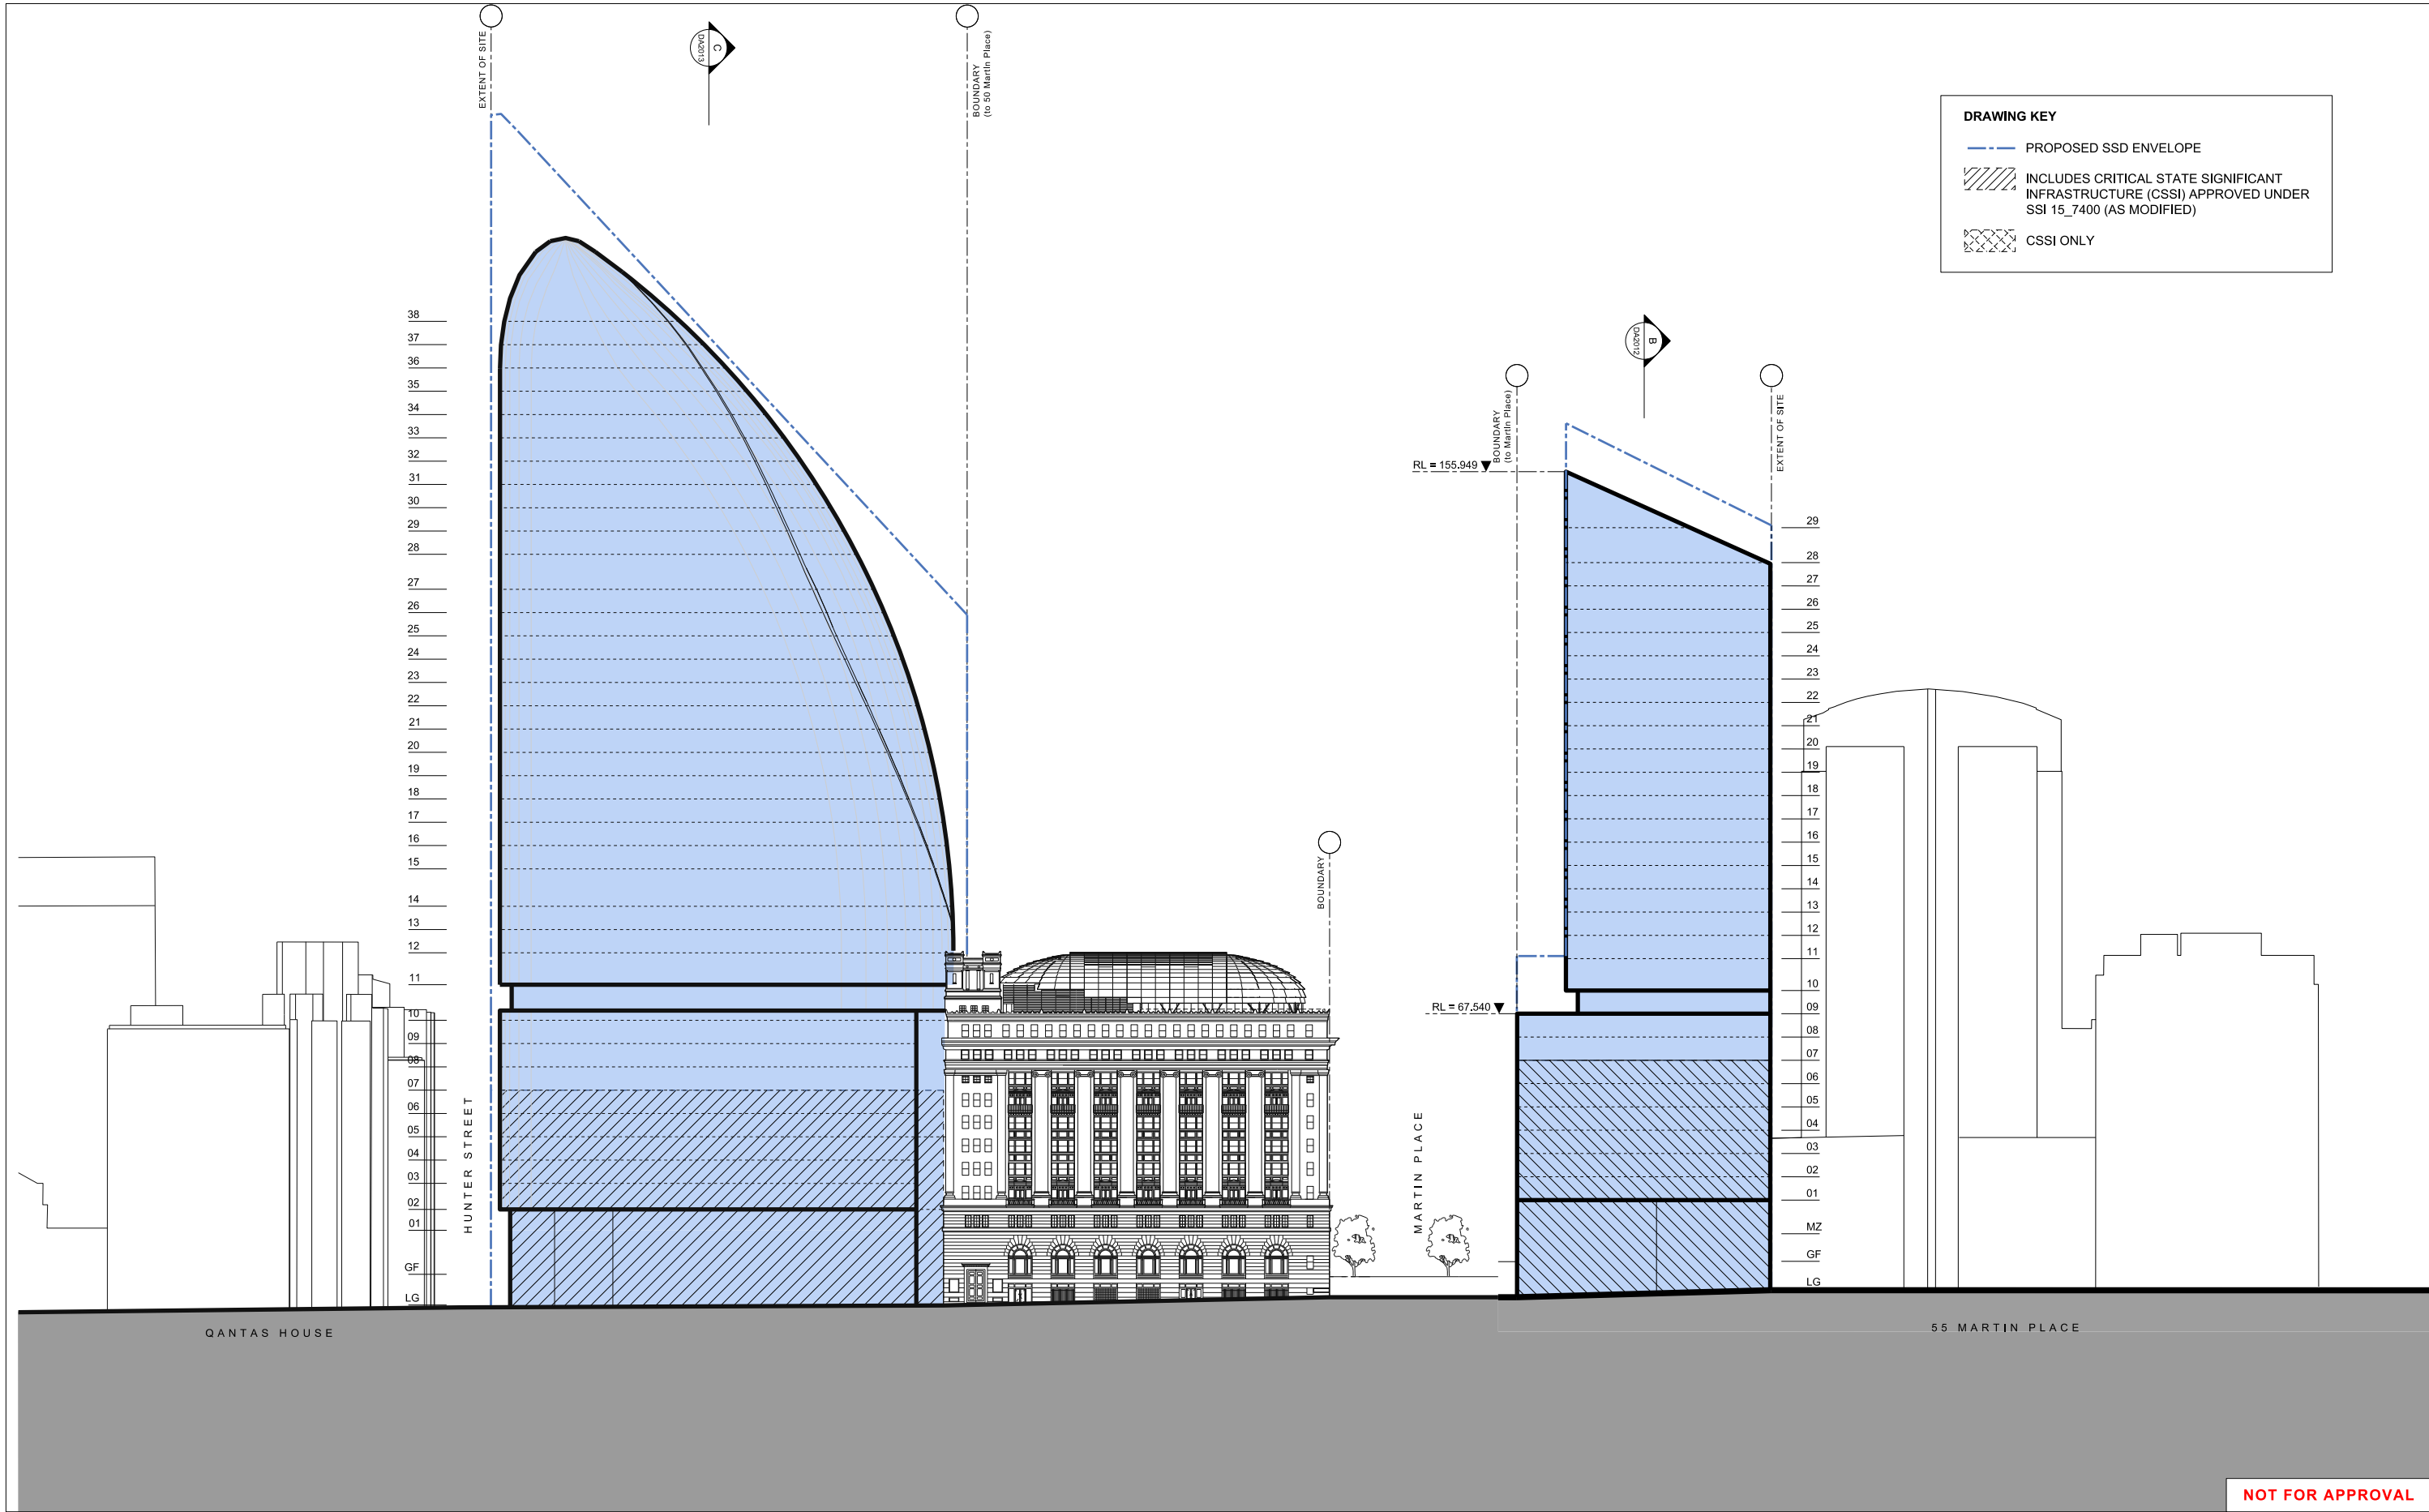 EXTENT OF SITE
C
DA2013
BOUNDARY
(to 50 Martin Place)
DRAWING KEY
PROPOSED SSD ENVELOPE
INCLUDES CRITICAL STATE SIGNIFICANT
INFRASTRUCTURE (CSSI) APPROVED UNDER
SSI 15_7400 (AS MODIFIED)
CSSI ONLY
38
37
36
35
34
33
32
31
30
29
28
27
26
25
24
23
22
21
20
19
18
17
16
15
14
13
12
11
10
09
08
07
06
05
04
03
02
01
GF
LG
HUNTER STREET
BOUNDARY
MARTIN PLACE
B
DA2012
BOUNDARY
(to Martin Place)
EXTENT OF SITE
RL = 155.949
RL = 67.540
29
28
27
26
25
24
23
22
21
20
19
18
17
16
15
14
13
12
11
10
09
08
07
06
05
04
03
02
01
MZ
GF
LG
QANTAS HOUSE
55 MARTIN PLACE
NOT FOR APPROVAL